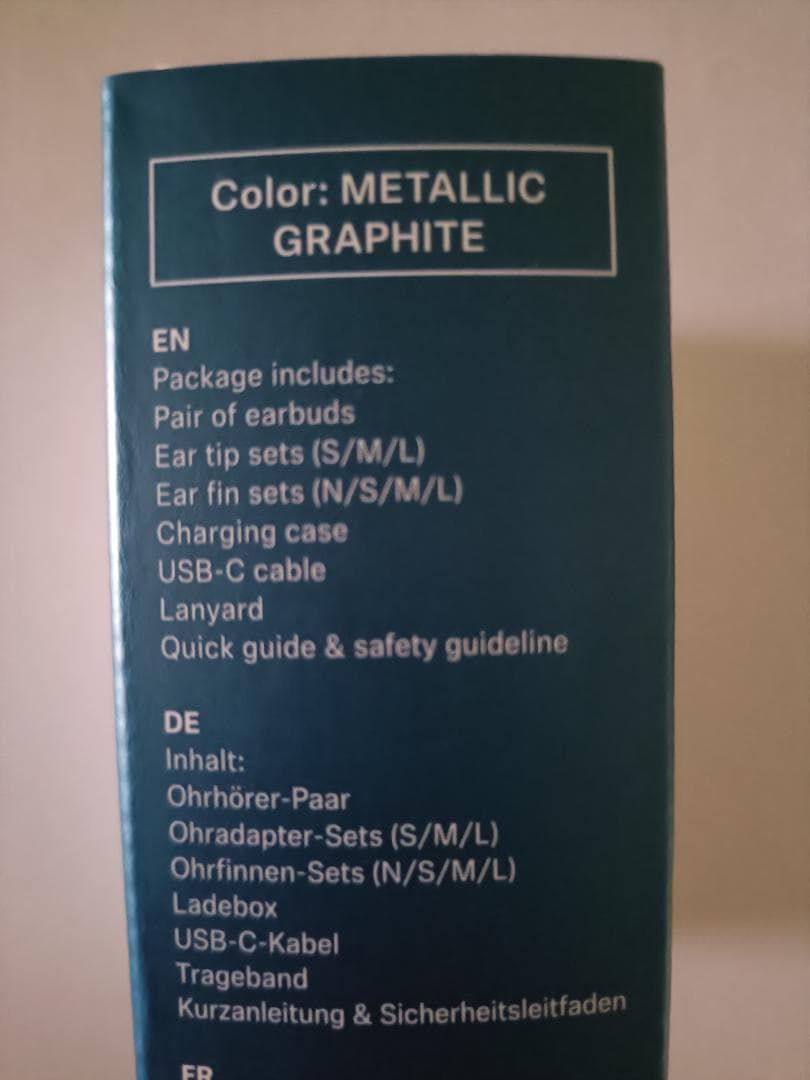 Color: METALLIC
GRAPHITE
EN
Package includes:
Pair of earbuds
Ear tip sets (S/M/L)
Ear fin sets (N/S/M/L)
Charging case
USB-C cable
Lanyard
Quick guide & safety guideline
DE
Inhalt:
Ohrhörer-Paar
Ohradapter-Sets (S/M/L)
Ohrfinnen-Sets (N/S/M/L)
Ladebox
USB-C-Kabel
Trageband
Kurzanleitung & Sicherheitsleitfaden
FR